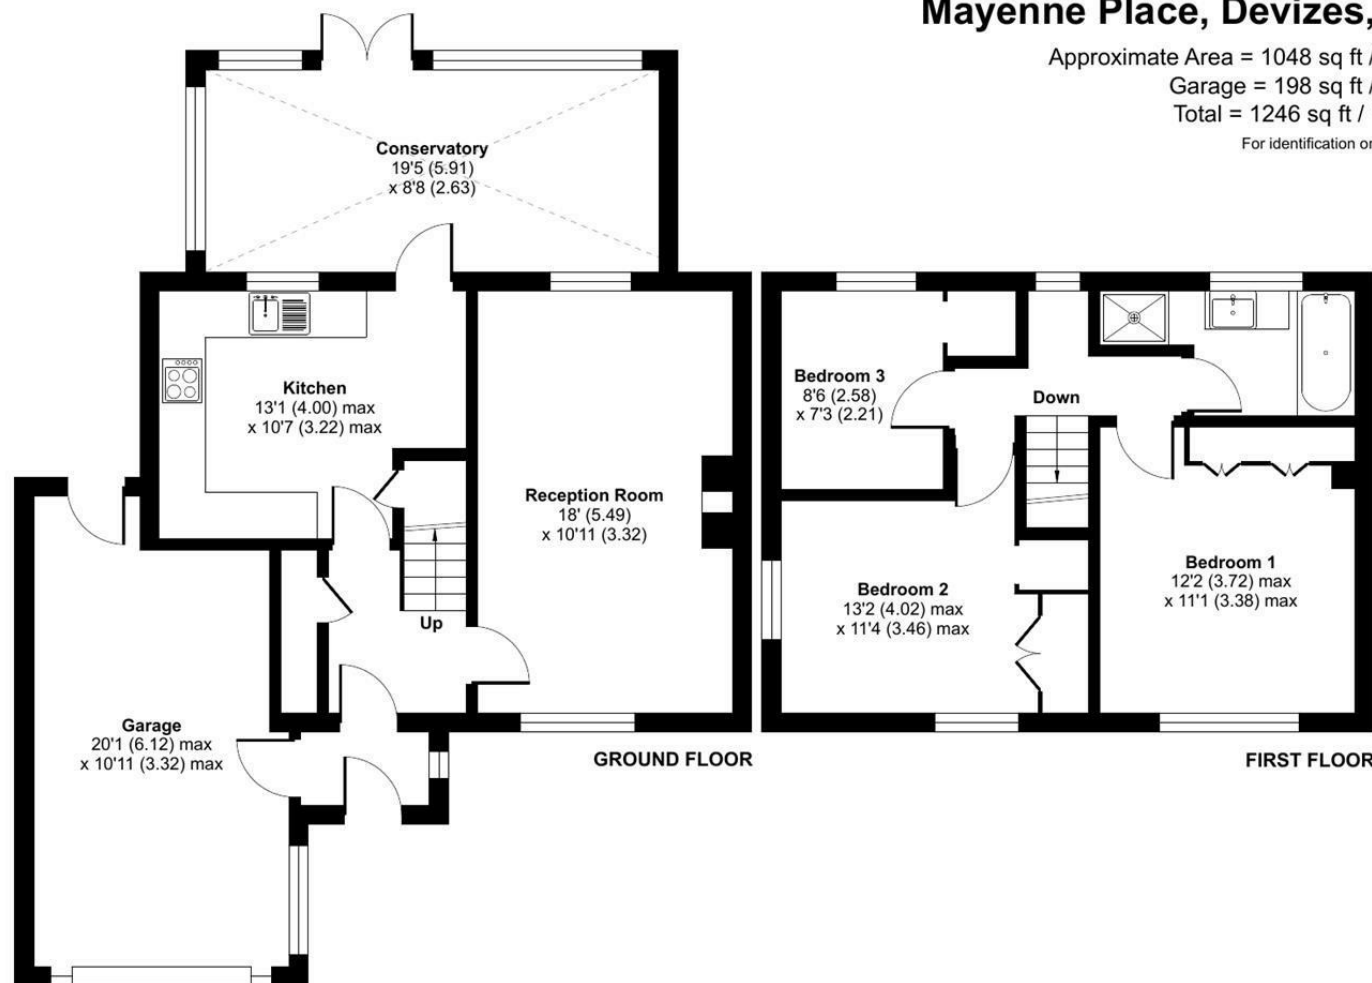 Mayenne Place, Devizes,
Approximate Area = 1048 sq ft /
Garage = 198 sq ft /
Total = 1246 sq ft /
For identification
Conservatory
19'5 (5.91)
x 8'8 (2.63)
Kitchen
13'1 (4.00) max
x 10'7 (3.22) max
Reception Room
18' (5.49)
x 10'11 (3.32)
Up
Garage
20'1 (6.12) max
x 10'11 (3.32) max
GROUND FLOOR
Bedroom 3
8'6 (2.58)
x 7'3 (2.21)
Down
Bedroom 2
13'2 (4.02) max
x 11'4 (3.46) max
Bedroom 1
12'2 (3.72) max
x 11'1 (3.38) max
FIRST FLOOR